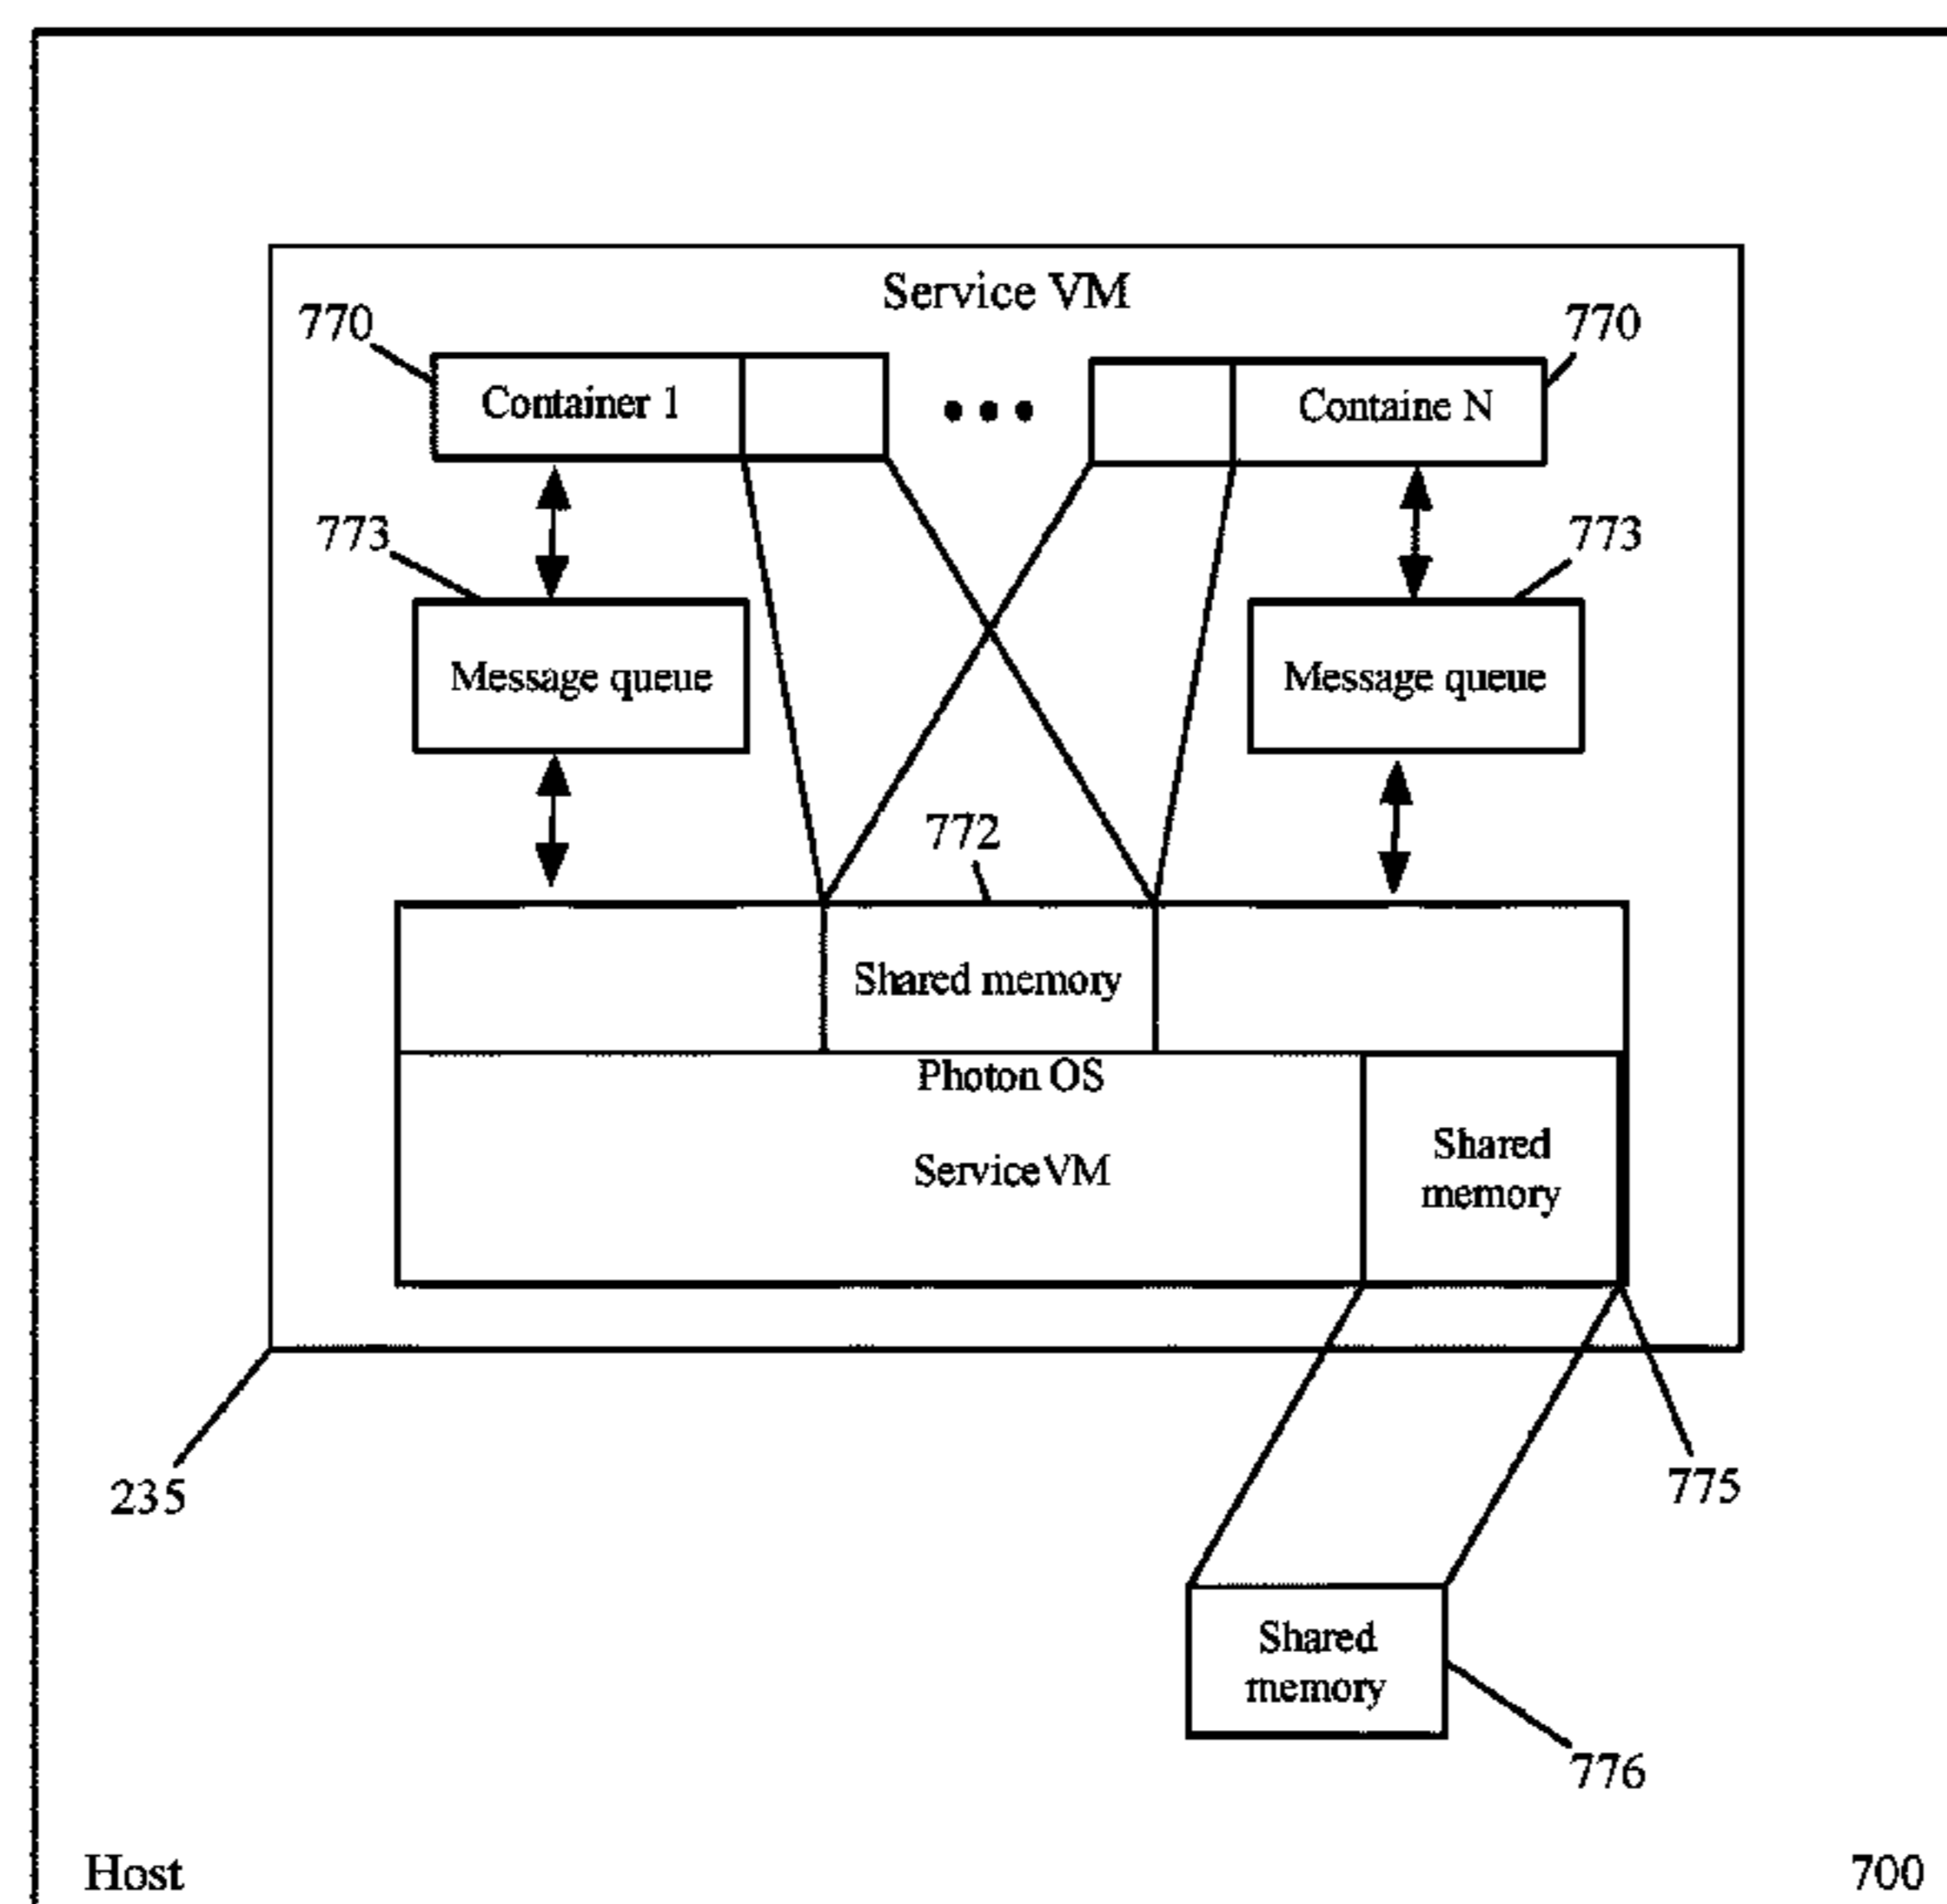 Service VM
770
770
Container 1
Containe N
773
773
Message queue
Message queue
772
Shared memory
Photon OS
ServiceVM
Shared
memory
235
775
Shared
memory
776
Host
700